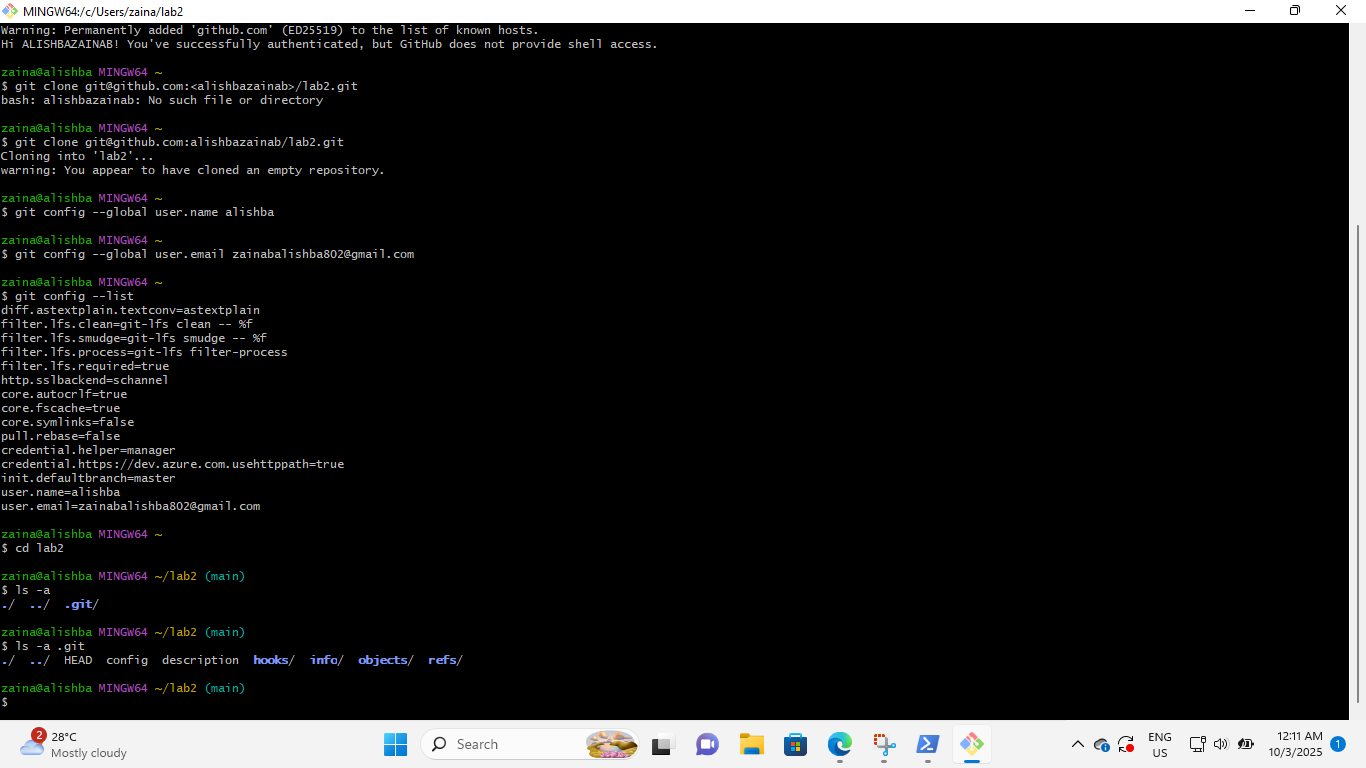 MINGW64:/c/Users/zaina/lab2
Warning: Permanently added 'github.com' (ED25519) to the list of known hosts.
Hi ALISHBAZAINAB! You've successfully authenticated, but GitHub does not provide shell access.
zaina@alishba MINGW64 ~
$ git clone git@github.com:<alishbazainab>/lab2.git
bash: alishbazainab: No such file or directory
zaina@alishba MINGW64 ~
$ git clone git@github.com:alishbazainab/lab2.git
Cloning into 'lab2'...
warning: You appear to have cloned an empty repository.
zaina@alishba MINGW64 ~
$ git config --global user.name alishba
zaina@alishba MINGW64 ~
$ git config --global user.email zainabalishba802@gmail.com
zaina@alishba MINGW64 ~
$ git config --list
diff.astextplain.textconv=astextplain
filter.lfs.clean=git-lfs clean -- %f
filter.lfs.smudge=git-lfs smudge -- %f
filter.lfs.process=git-lfs filter-process
filter.lfs.required=true
http.sslbackend=schannel
core.autocrlf=true
core.fscache=true
core.symlinks=false
pull.rebase=false
credential.helper=manager
credential.https://dev.azure.com.usehttppath=true
init.defaultbranch=master
user.name=alishba
user.email=zainabalishba802@gmail.com
zaina@alishba MINGW64 ~
$ cd lab2
zaina@alishba MINGW64 ~/lab2 (main)
$ ls -a
./ ../ .git/
zaina@alishba MINGW64 ~/lab2 (main)
$ ls -a .git
./ ../ HEAD config description hooks/ info/ objects/ refs/
zaina@alishba MINGW64 ~/lab2 (main)
$
2
28°C
Mostly cloudy
Search
ENG
US
12:11 AM
10/3/2025
1